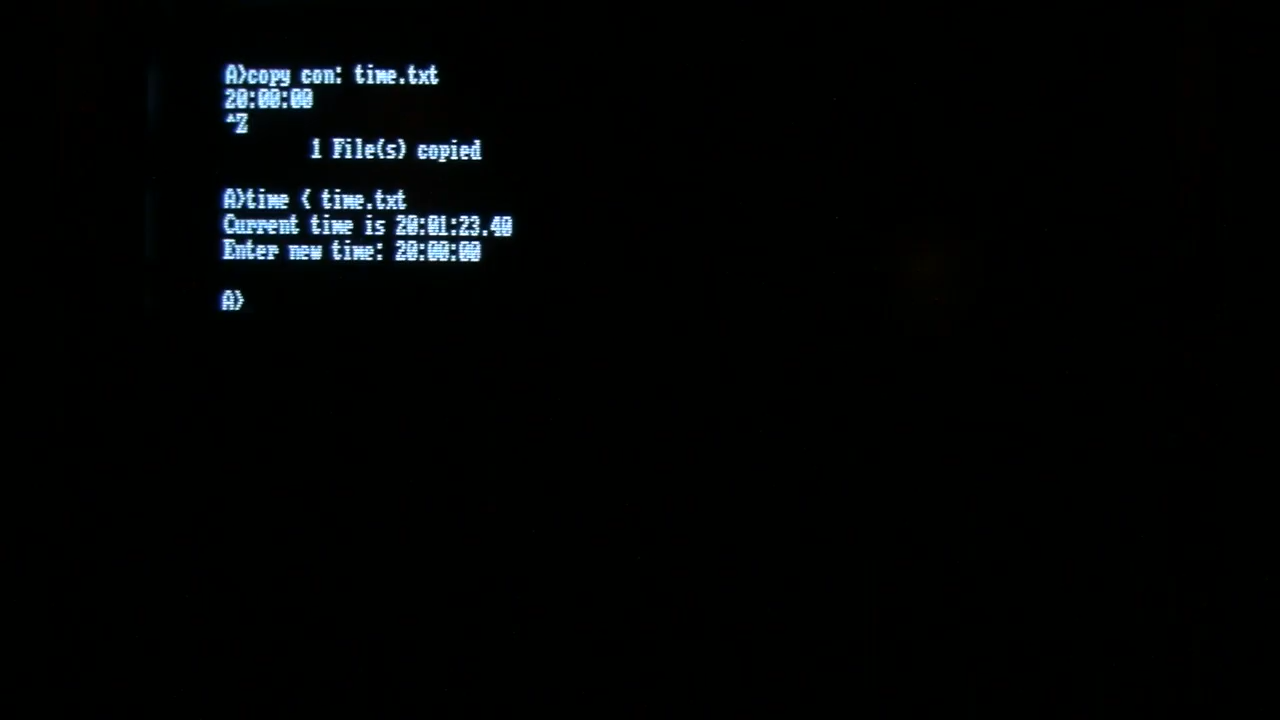 A>copy con: time.txt
20:00:00
^Z
1 File(s) copied
A>time < time.txt
Current time is 20:01:23.40
Enter new time: 20:00:00
A>